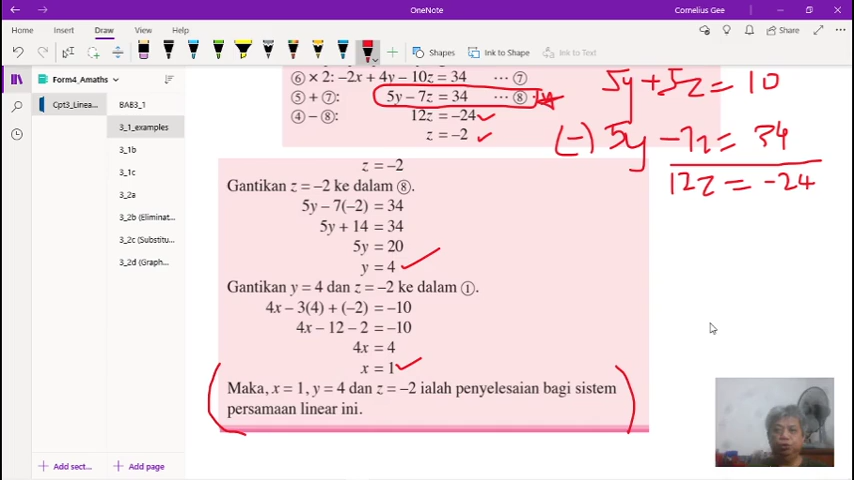 OneNote
Cornelius Gee
Home Insert Draw View Help
Share
Shapes Ink to Shape Ink to Text
Form4_Amaths
Cpt3_Linea...
BAB3_1
3_1_examples
3_1b
3_1c
3_2a
3_2b (Eliminat...
3_2c (Substitu...
3_2d (Graph...
Add sect...
Add page
⑥ × 2: –2x + 4y – 10z = 34 ... ⑦
⑤ + ⑦: 5y – 7z = 34 ... ⑧
④ – ⑧: 12z = –24
z = –2
z = –2
Gantikan z = –2 ke dalam ⑧.
5y – 7(–2) = 34
5y + 14 = 34
5y = 20
y = 4
Gantikan y = 4 dan z = –2 ke dalam ①.
4x – 3(4) + (–2) = –10
4x – 12 – 2 = –10
4x = 4
x = 1
Maka, x = 1, y = 4 dan z = –2 ialah penyelesaian bagi sistem
persamaan linear ini.
5y + 5z = 10
(–) 5y – 7z = 34
12z = –24